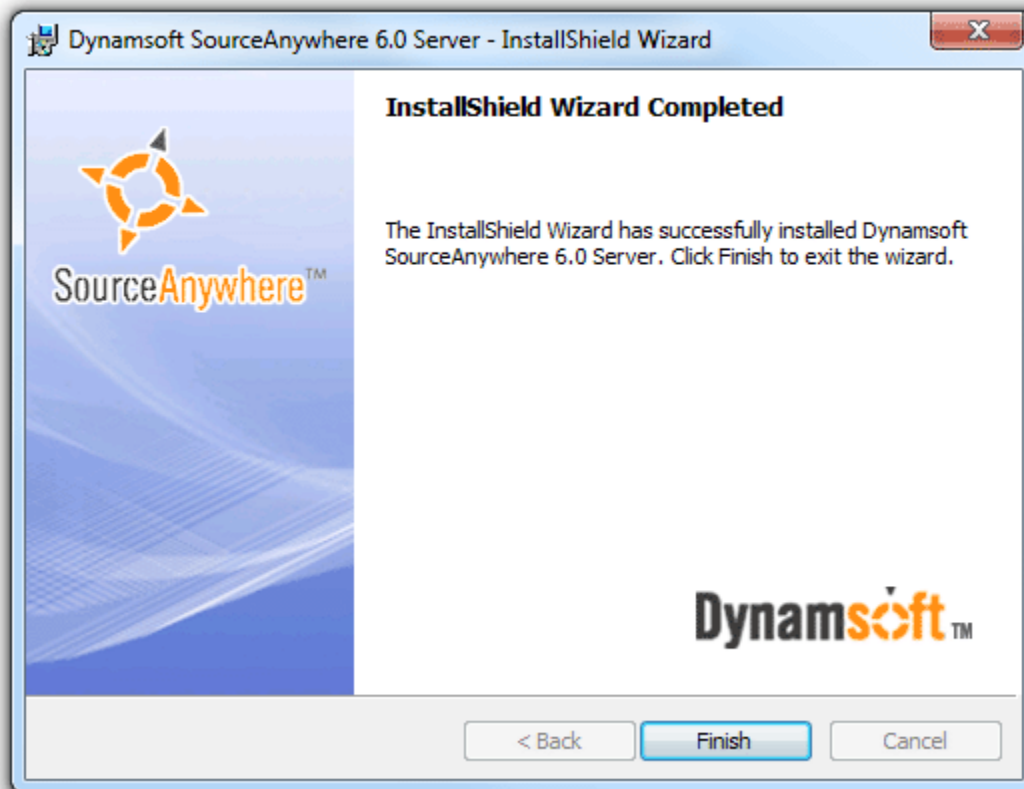 Dynamsoft SourceAnywhere 6.0 Server - InstallShield Wizard
InstallShield Wizard Completed
The InstallShield Wizard has successfully installed Dynamsoft
SourceAnywhere 6.0 Server. Click Finish to exit the wizard.
SourceAnywhere™
Dynamsoft™
< Back
Finish
Cancel